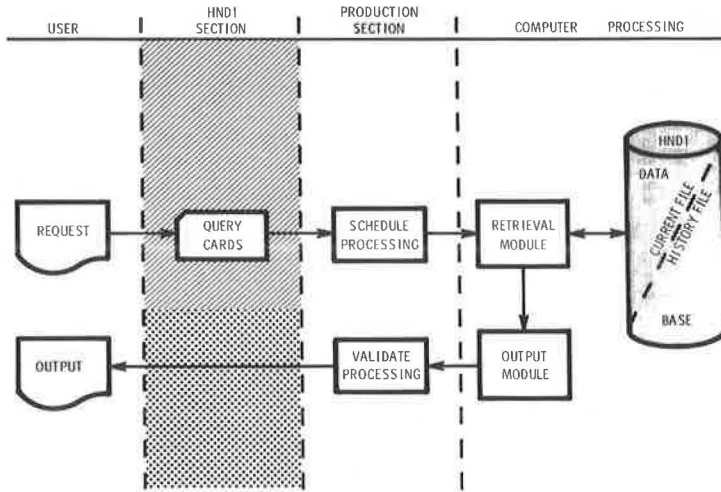 USER
HND1
SECTION
PRODUCTION
SECTION
COMPUTER PROCESSING
HND1
DATA
CURRENT FILE
HISTORY FILE
BASE
REQUEST
QUERY
CARDS
SCHEDULE
PROCESSING
RETRIEVAL
MODULE
OUTPUT
VALIDATE
PROCESSING
OUTPUT
MODULE